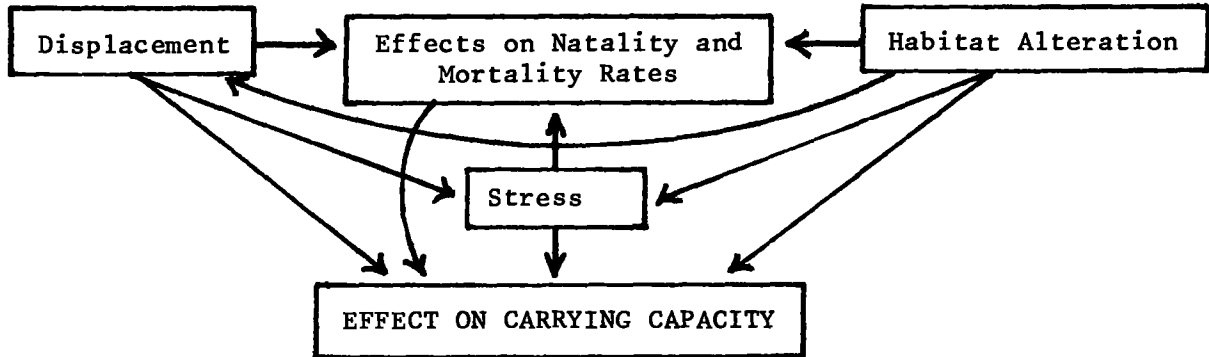 Displacement
Effects on Natality and
Mortality Rates
Habitat Alteration
Stress
EFFECT ON CARRYING CAPACITY